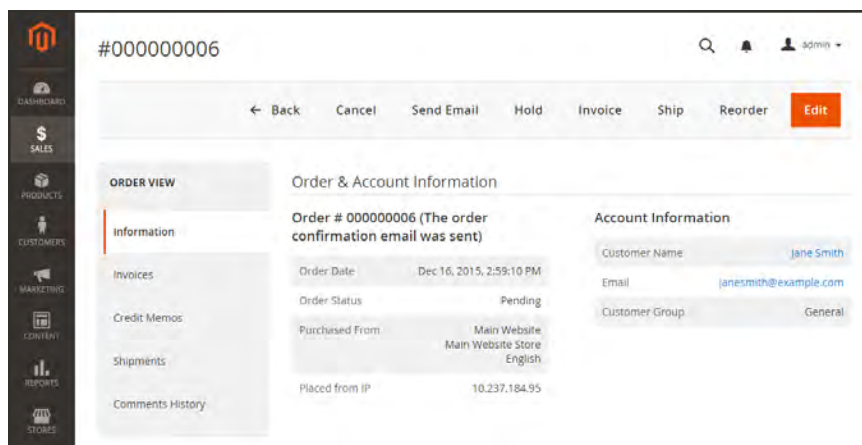 #000000006
admin
DASHBOARD
$
SALES
PRODUCTS
CUSTOMERS
MARKETING
CONTENT
REPORTS
STORES
← Back Cancel Send Email Hold Invoice Ship Reorder Edit
ORDER VIEW
Information
Invoices
Credit Memos
Shipments
Comments History
Order & Account Information
Order # 000000006 (The order
confirmation email was sent)
Order Date Dec 16, 2015, 2:59:10 PM
Order Status Pending
Purchased From Main Website
Main Website Store
English
Placed from IP 10.237.184.95
Account Information
Customer Name Jane Smith
Email janesmith@example.com
Customer Group General